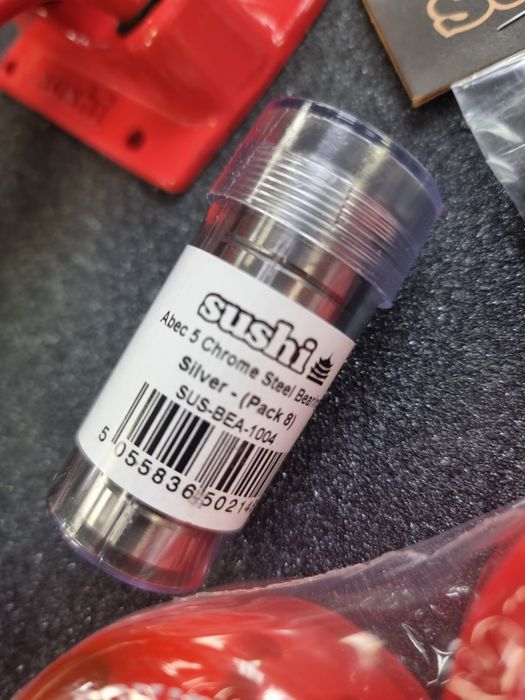 sushi
Abec 5 Chrome Steel
Silver - (Pack 8)
SUS-BEA-1004
5 055836 50214